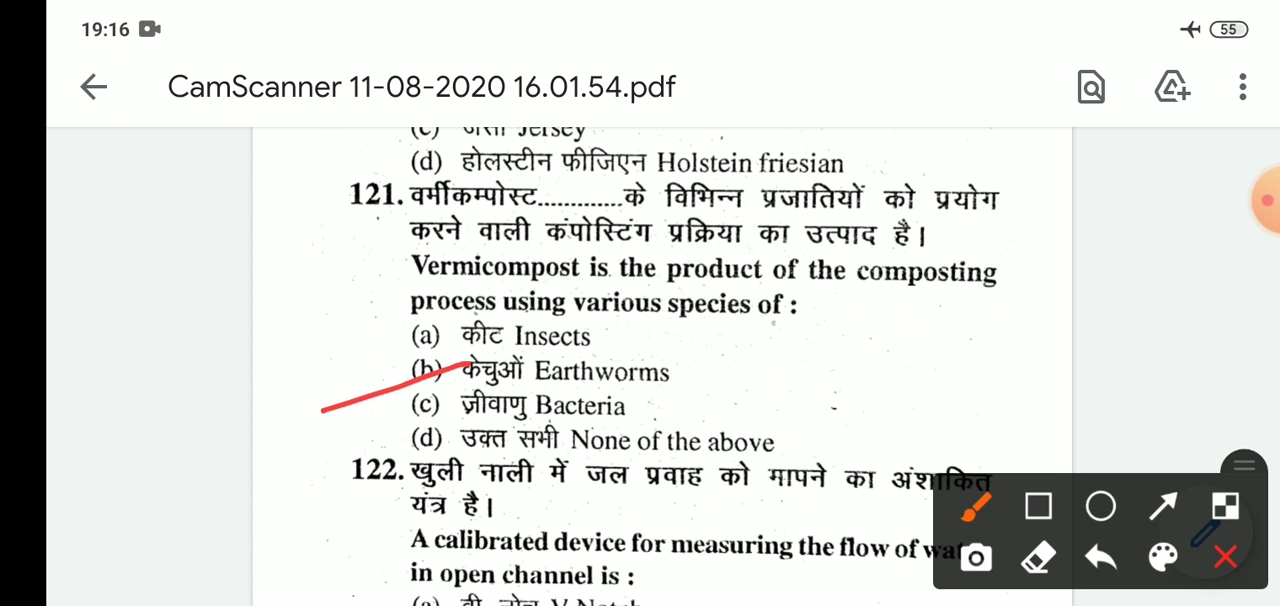 19:16
55
CamScanner 11-08-2020 16.01.54.pdf
(c) जर्सी Jersey
(d) होलस्टीन फीजिएन Holstein friesian
121. वर्मीकम्पोस्ट.............के विभिन्न प्रजातियों को प्रयोग
करने वाली कंपोस्टिंग प्रक्रिया का उत्पाद है।
Vermicompost is the product of the composting
process using various species of :
(a) कीट Insects
(b) केचुओं Earthworms
(c) ज़ीवाणु Bacteria
(d) उक्त सभी None of the above
122. खुली नाली में जल प्रवाह को मापने का अंशाकित
यंत्र है।
A calibrated device for measuring the flow of
in open channel is :
(a) वी नोच V Notch